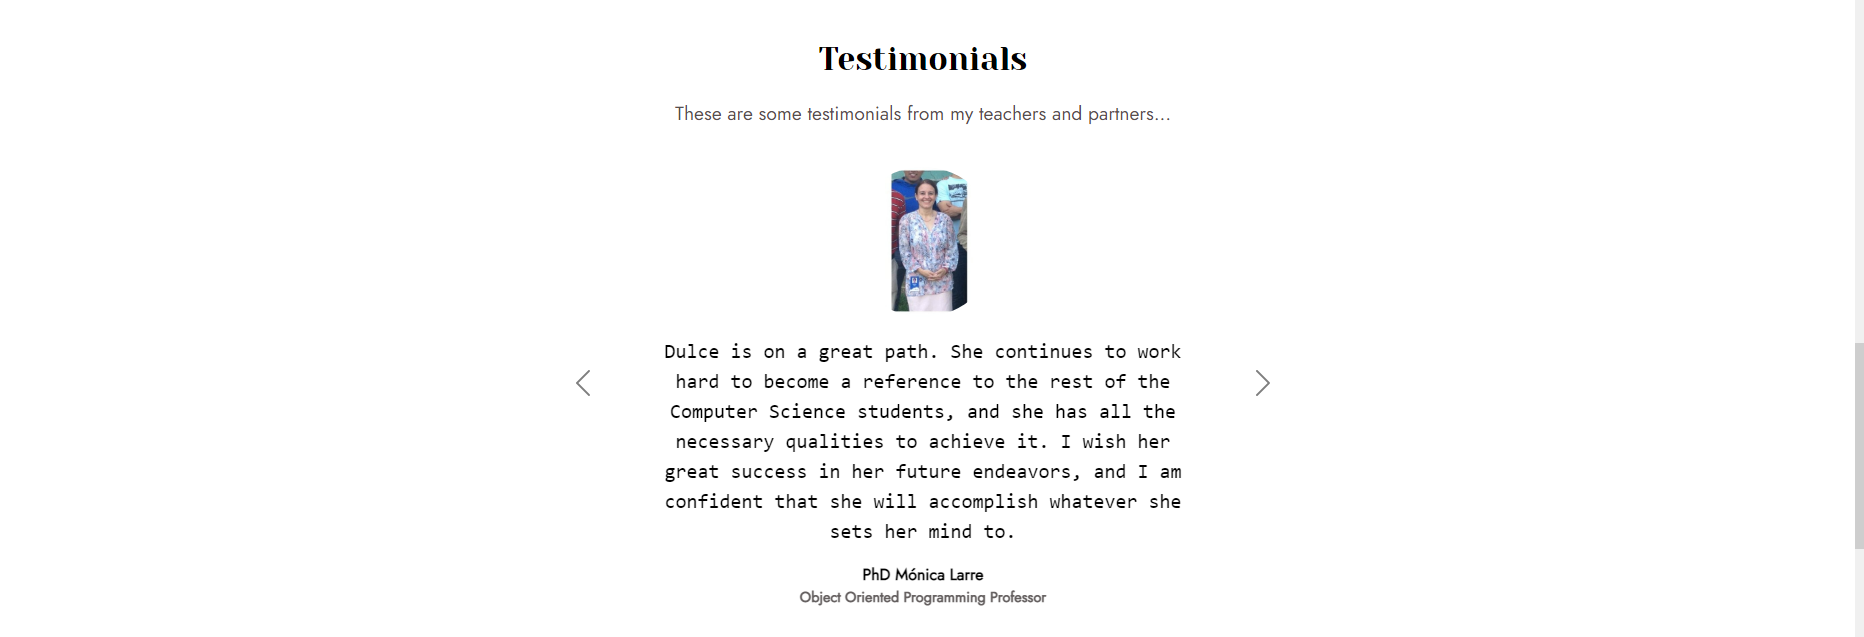 Testimonials
These are some testimonials from my teachers and partners...
Dulce is on a great path. She continues to work
hard to become a reference to the rest of the
Computer Science students, and she has all the
necessary qualities to achieve it. I wish her
great success in her future endeavors, and I am
confident that she will accomplish whatever she
sets her mind to.
PhD Mónica Larre
Object Oriented Programming Professor